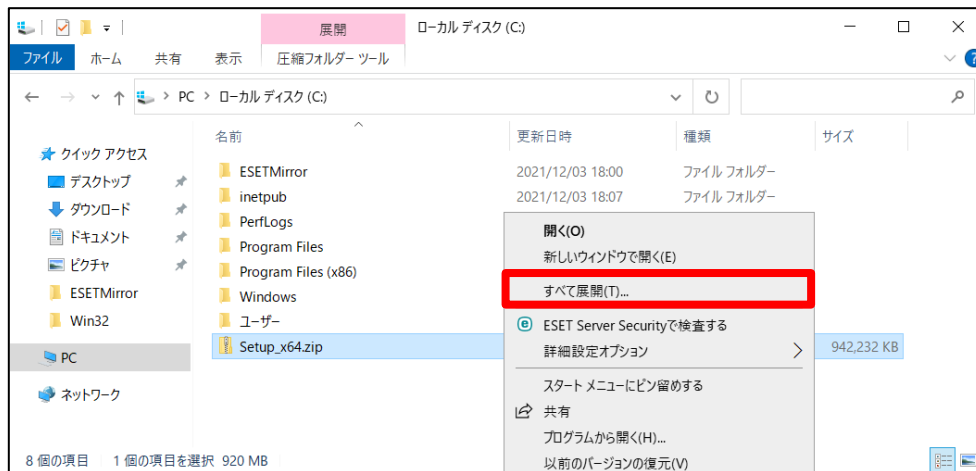 展開
ローカル ディスク (C:)
ファイル ホーム 共有 表示 圧縮フォルダー ツール
PC ローカル ディスク (C:)
クイック アクセス
デスクトップ
ダウンロード
ドキュメント
ピクチャ
ESETMirror
Win32
PC
ネットワーク
名前 更新日時 種類 サイズ
ESETMirror 2021/12/03 18:00 ファイル フォルダー
inetpub 2021/12/03 18:07 ファイル フォルダー
PerfLogs
Program Files
Program Files (x86)
Windows
ユーザー
Setup_x64.zip 942,232 KB
開く(O)
新しいウィンドウで開く(E)
すべて展開(T)...
ESET Server Securityで検査する
詳細設定オプション
スタート メニューにピン留めする
共有
プログラムから開く(H)...
以前のバージョンの復元(V)
8 個の項目 1 個の項目を選択 920 MB